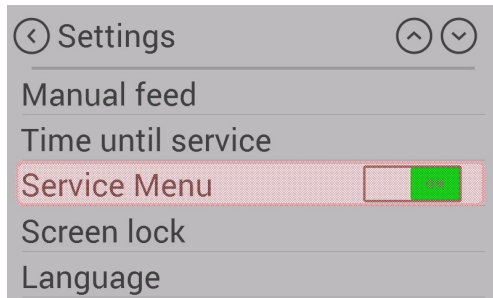 Settings
Manual feed
Time until service
Service Menu
Screen lock
Language